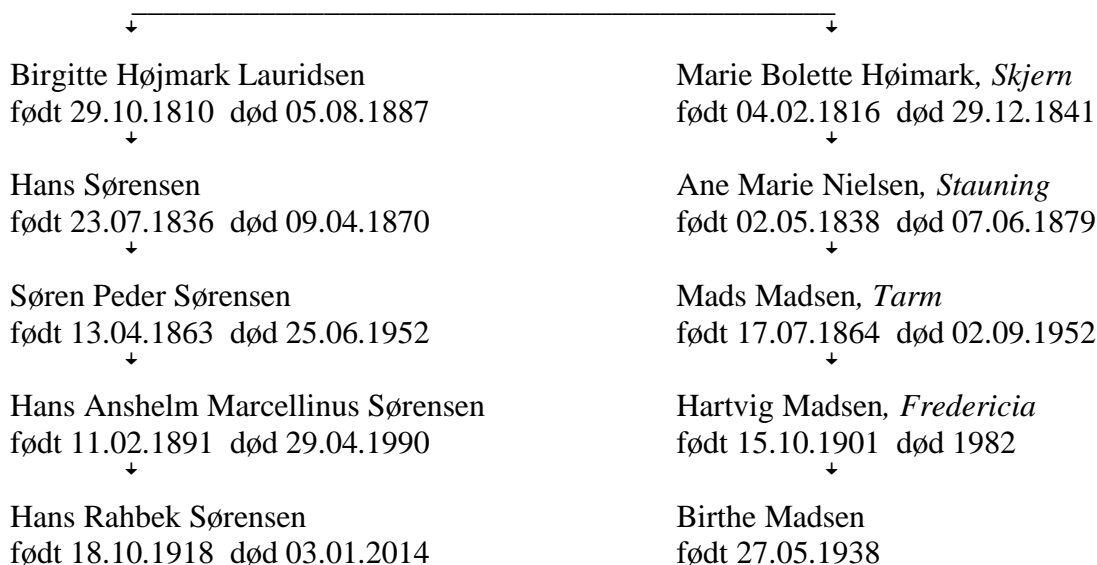 Birgitte Højmark Lauridsen
født 29.10.1810 død 05.08.1887
Hans Sørensen
født 23.07.1836 død 09.04.1870
Søren Peder Sørensen
født 13.04.1863 død 25.06.1952
Hans Anshelm Marcellinus Sørensen
født 11.02.1891 død 29.04.1990
Hans Rahbek Sørensen
født 18.10.1918 død 03.01.2014
Marie Bolette Høimark, Skjern
født 04.02.1816 død 29.12.1841
Ane Marie Nielsen, Stauning
født 02.05.1838 død 07.06.1879
Mads Madsen, Tarm
født 17.07.1864 død 02.09.1952
Hartvig Madsen, Fredericia
født 15.10.1901 død 1982
Birthe Madsen
født 27.05.1938